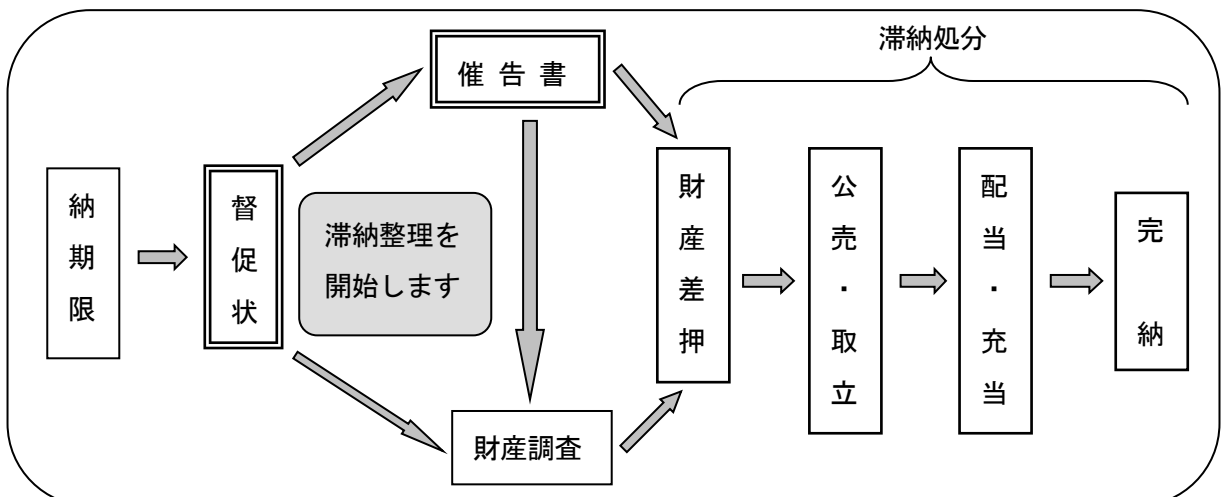 滞納処分
催告書
納期限
督促状
滞納整理を
開始します
財産調査
財産差押
公売・取立
配当・充当
完納